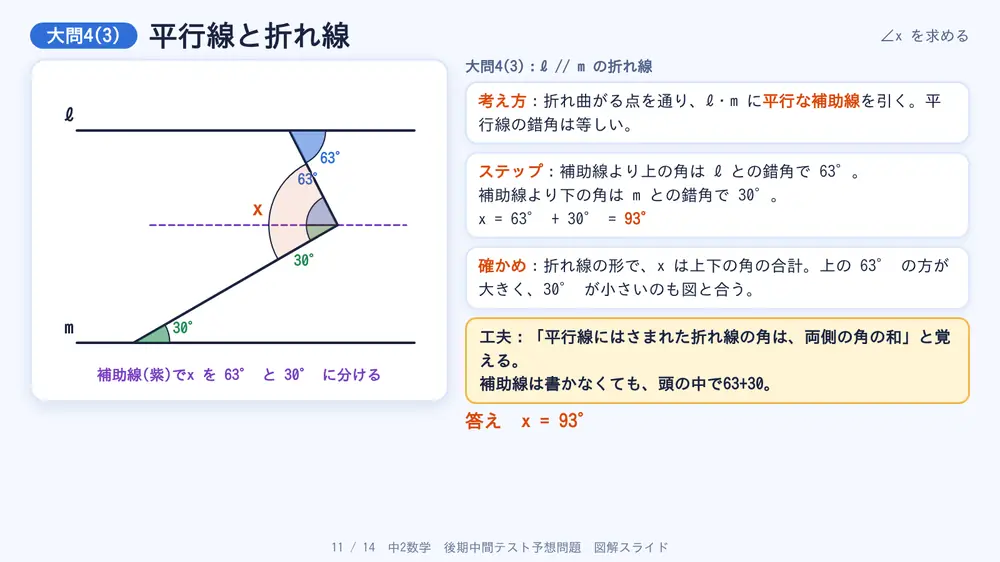 大問4(3) 平行線と折れ線
∠x を求める
ℓ
63°
63°
x
30°
30°
m
補助線(紫)でx を 63° と 30° に分ける
大問4(3)：ℓ // m の折れ線
考え方：折れ曲がる点を通り、ℓ・m に平行な補助線を引く。平
行線の錯角は等しい。
ステップ：補助線より上の角は ℓ との錯角で 63°。
補助線より下の角は m との錯角で 30°。
x = 63° + 30° = 93°
確かめ：折れ線の形で、x は上下の角の合計。上の 63° の方が
大きく、30° が小さいのも図と合う。
工夫：「平行線にはさまれた折れ線の角は、両側の角の和」と覚
える。
補助線は書かなくても、頭の中で63+30。
答え x = 93°
11 / 14 中2数学 後期中間テスト予想問題 図解スライド